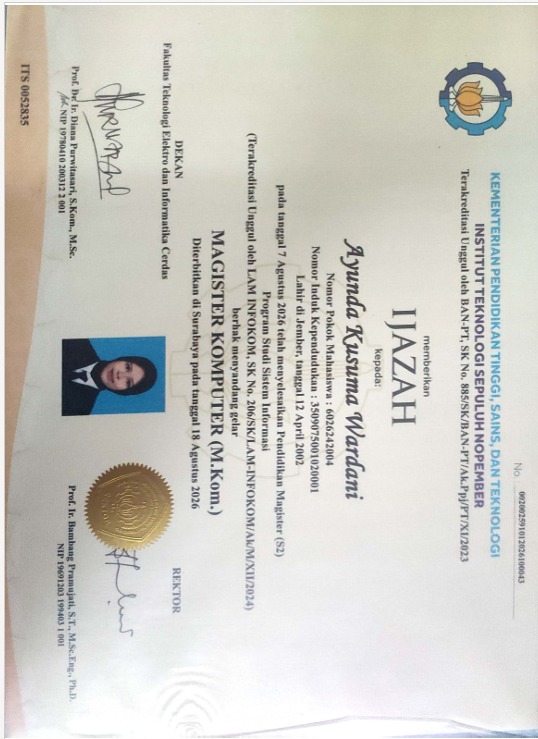 No. 002002591012026100043
KEMENTERIAN PENDIDIKAN TINGGI, SAINS, DAN TEKNOLOGI
INSTITUT TEKNOLOGI SEPULUH NOPEMBER
Terakreditasi Unggul oleh BAN-PT, SK No. 885/SK/BAN-PT/Ak.Ppj/PT/XI/2023
memberikan
IJAZAH
kepada:
Ayunda Kusuma Wardani
Nomor Pokok Mahasiswa : 6026242004
Nomor Induk Kependudukan : 3509075001020001
Lahir di Jember, tanggal 12 April 2002
pada tanggal 7 Agustus 2026 telah menyelesaikan Pendidikan Magister (S2)
Program Studi Sistem Informasi
(Terakreditasi Unggul oleh LAM INFOKOM, SK No. 206/SK/LAM-INFOKOM/Ak/M/XII/2024)
berhak menyandang gelar
MAGISTER KOMPUTER (M.Kom.)
Diterbitkan di Surabaya pada tanggal 18 Agustus 2026
DEKAN
Fakultas Teknologi Elektro dan Informatika Cerdas
Prof. Dr. Ir. Diana Purwitasari, S.Kom., M.Sc.
NIP 19780410 200312 2 001
REKTOR
Prof. Ir. Bambang Pramujati, S.T., M.Sc.Eng., Ph.D.
NIP 19691203 199403 1 001
ITS 0052835